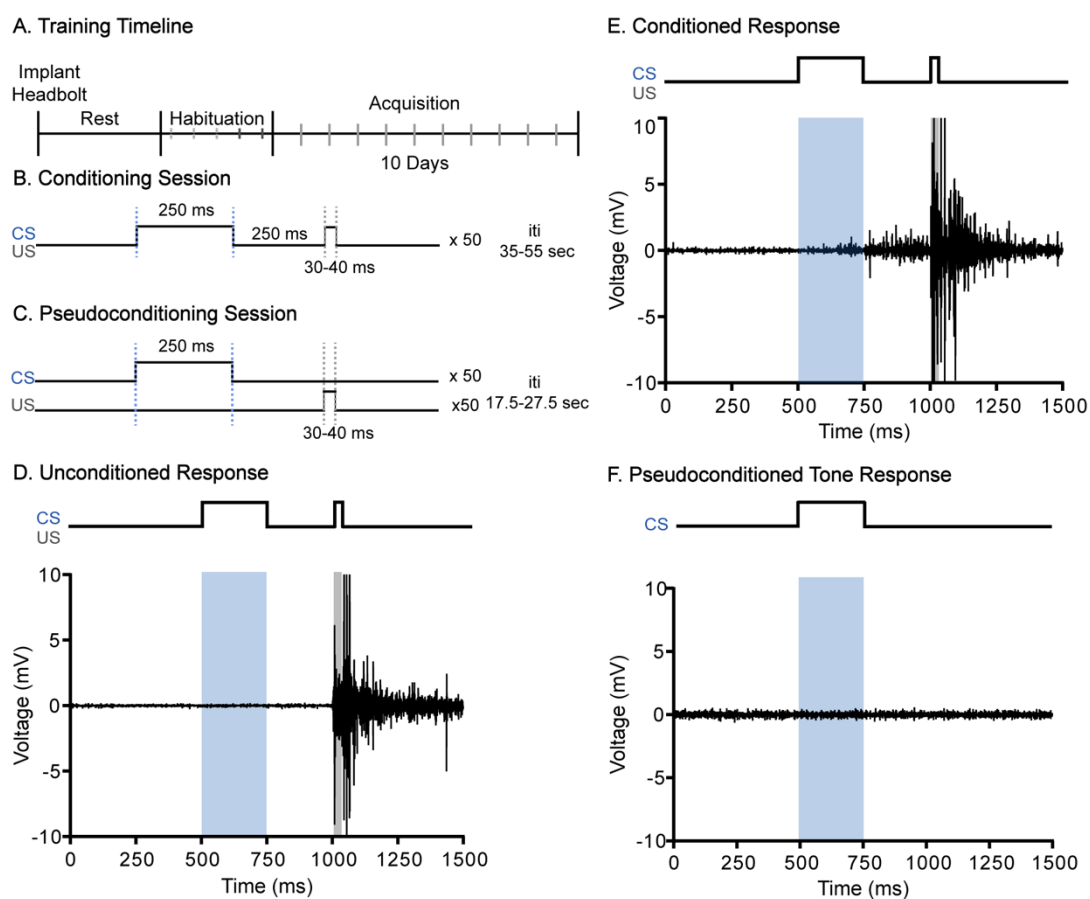 A. Training Timeline
Implant
Headbolt
Rest
Habituation
Acquisition
10 Days
B. Conditioning Session
250 ms
CS
US
250 ms
30-40 ms
x 50
iti
35-55 sec
C. Pseudoconditioning Session
250 ms
CS
x 50
US
x50
iti
17.5-27.5 sec
30-40 ms
D. Unconditioned Response
CS
US
10
5
0
-5
-10
Voltage (mV)
0 250 500 750 1000 1250 1500
Time (ms)
E. Conditioned Response
CS
US
10
5
0
-5
-10
Voltage (mV)
0 250 500 750 1000 1250 1500
Time (ms)
F. Pseudoconditioned Tone Response
CS
10
5
0
-5
-10
Voltage (mV)
0 250 500 750 1000 1250 1500
Time (ms)